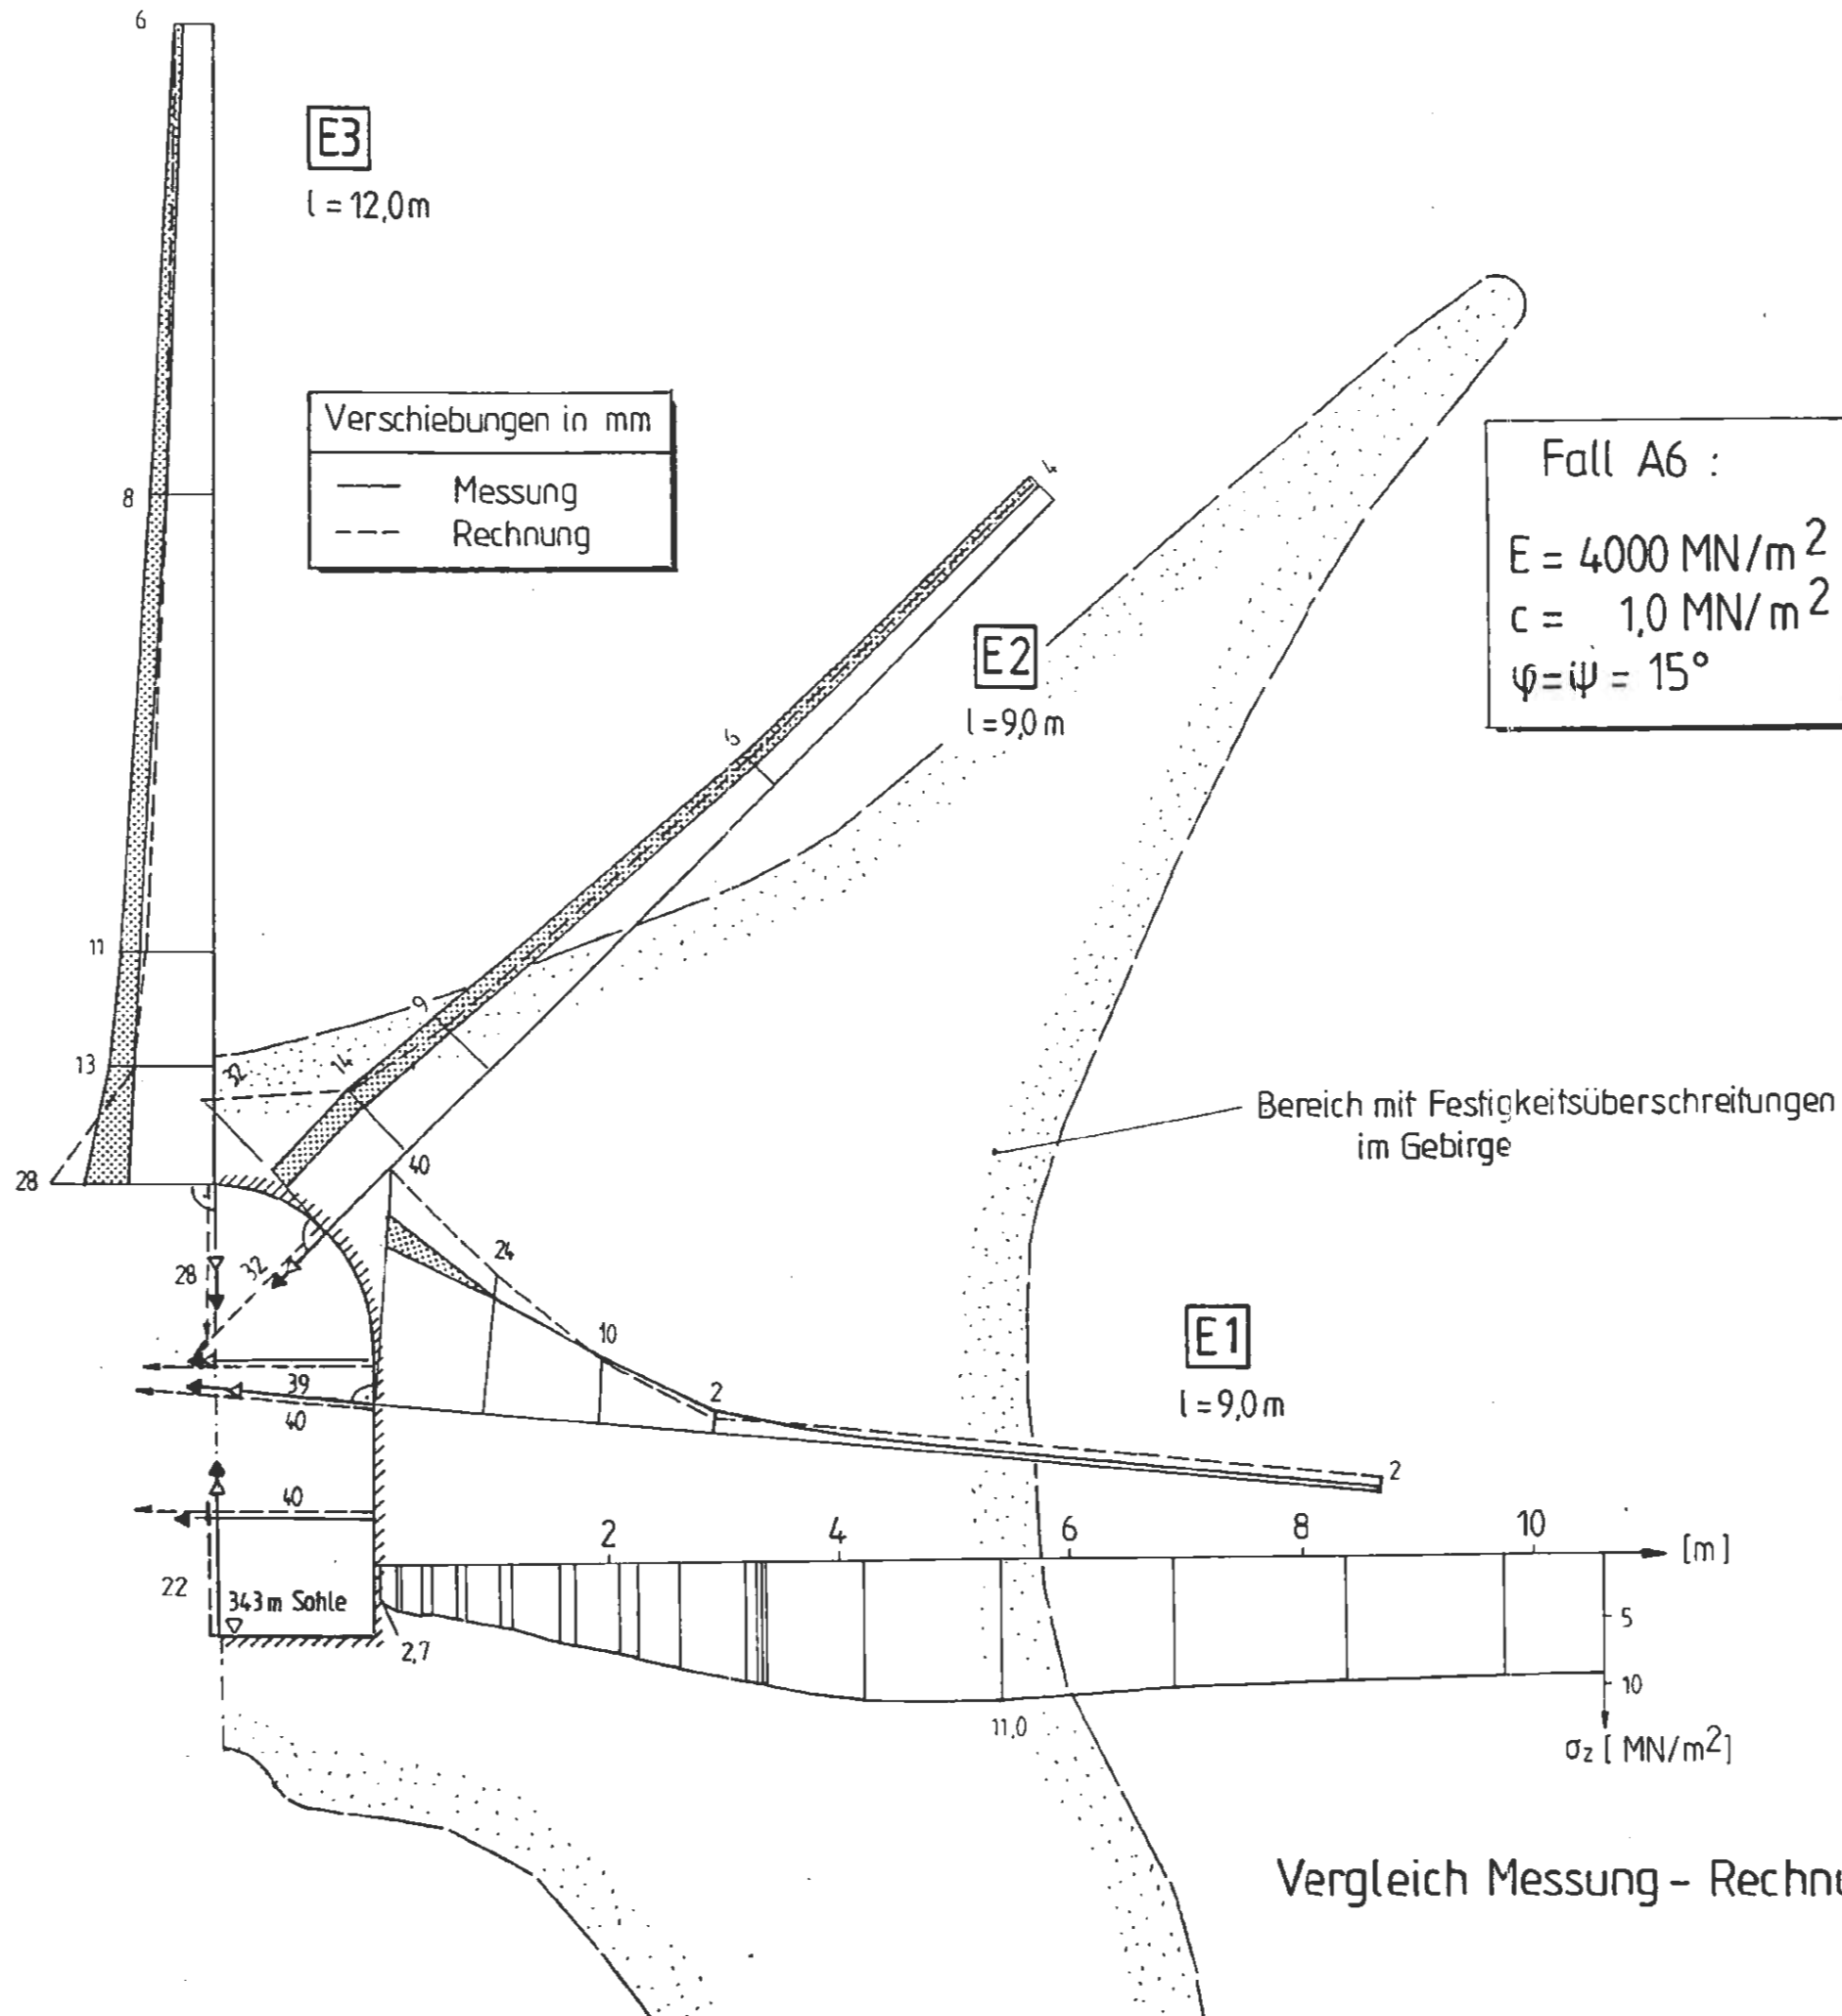 6
E3
l = 12,0 m
Verschiebungen in mm
Messung
Rechnung
8
4
Fall A6 :
E = 4000 MN/m²
c = 1,0 MN/m²
φ=ψ = 15°
E2
l = 9,0 m
11
9
13
32
14
Bereich mit Festigkeitsüberschreitungen
im Gebirge
28
40
24
28
32
10
E1
39
2
l = 9,0 m
40
2
40
2
4
6
8
10
[m]
22
343 m Sohle
5
2,7
10
11,0
σz [ MN/m²]
Vergleich Messung - Rechnu